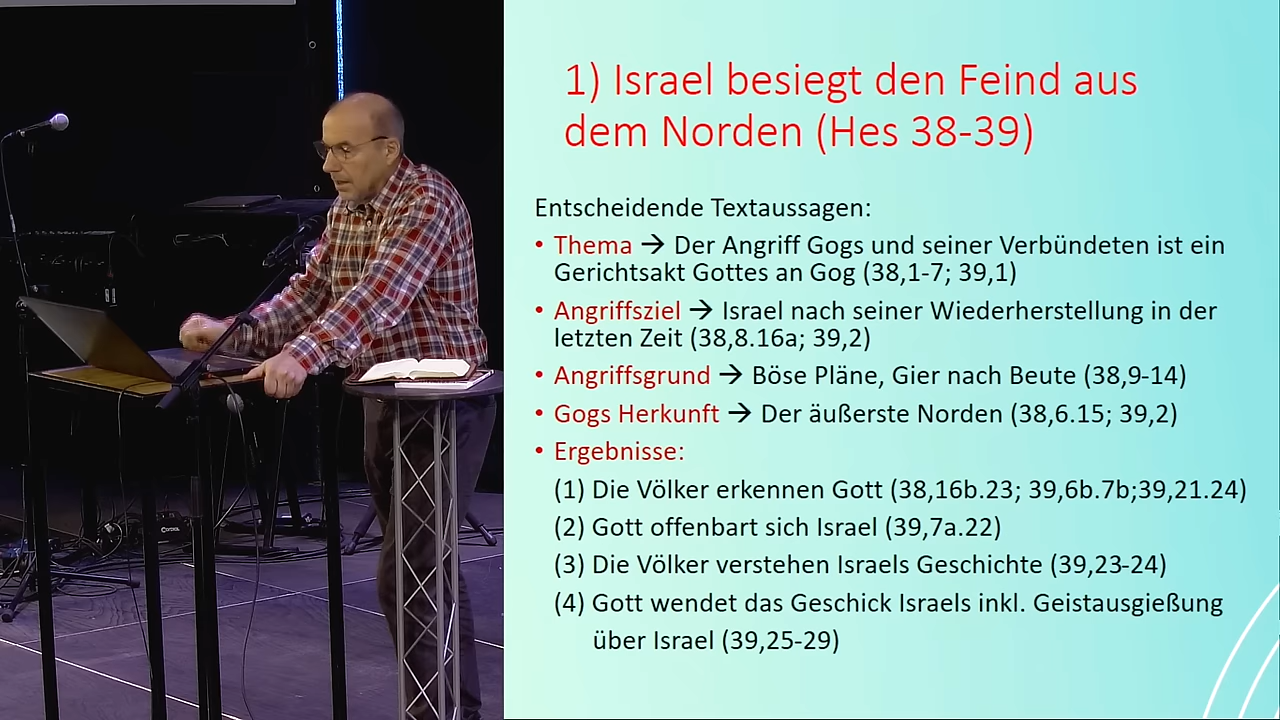 1) Israel besiegt den Feind aus
dem Norden (Hes 38-39)
Entscheidende Textaussagen:
• Thema → Der Angriff Gogs und seiner Verbündeten ist ein
Gerichtsakt Gottes an Gog (38,1-7; 39,1)
• Angriffsziel → Israel nach seiner Wiederherstellung in der
letzten Zeit (38,8.16a; 39,2)
• Angriffsgrund → Böse Pläne, Gier nach Beute (38,9-14)
• Gogs Herkunft → Der äußerste Norden (38,6.15; 39,2)
• Ergebnisse:
(1) Die Völker erkennen Gott (38,16b.23; 39,6b.7b;39,21.24)
(2) Gott offenbart sich Israel (39,7a.22)
(3) Die Völker verstehen Israels Geschichte (39,23-24)
(4) Gott wendet das Geschick Israels inkl. Geistausgießung
über Israel (39,25-29)